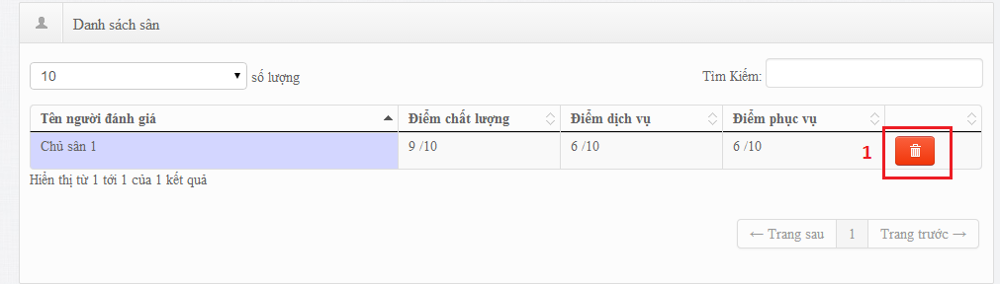 Danh sách sân
10 số lượng Tìm Kiếm:
Tên người đánh giá Điểm chất lượng Điểm dịch vụ Điểm phục vụ
Chủ sân 1 9 /10 6 /10 6 /10 1
Hiển thị từ 1 tới 1 của 1 kết quả
← Trang sau 1 Trang trước →